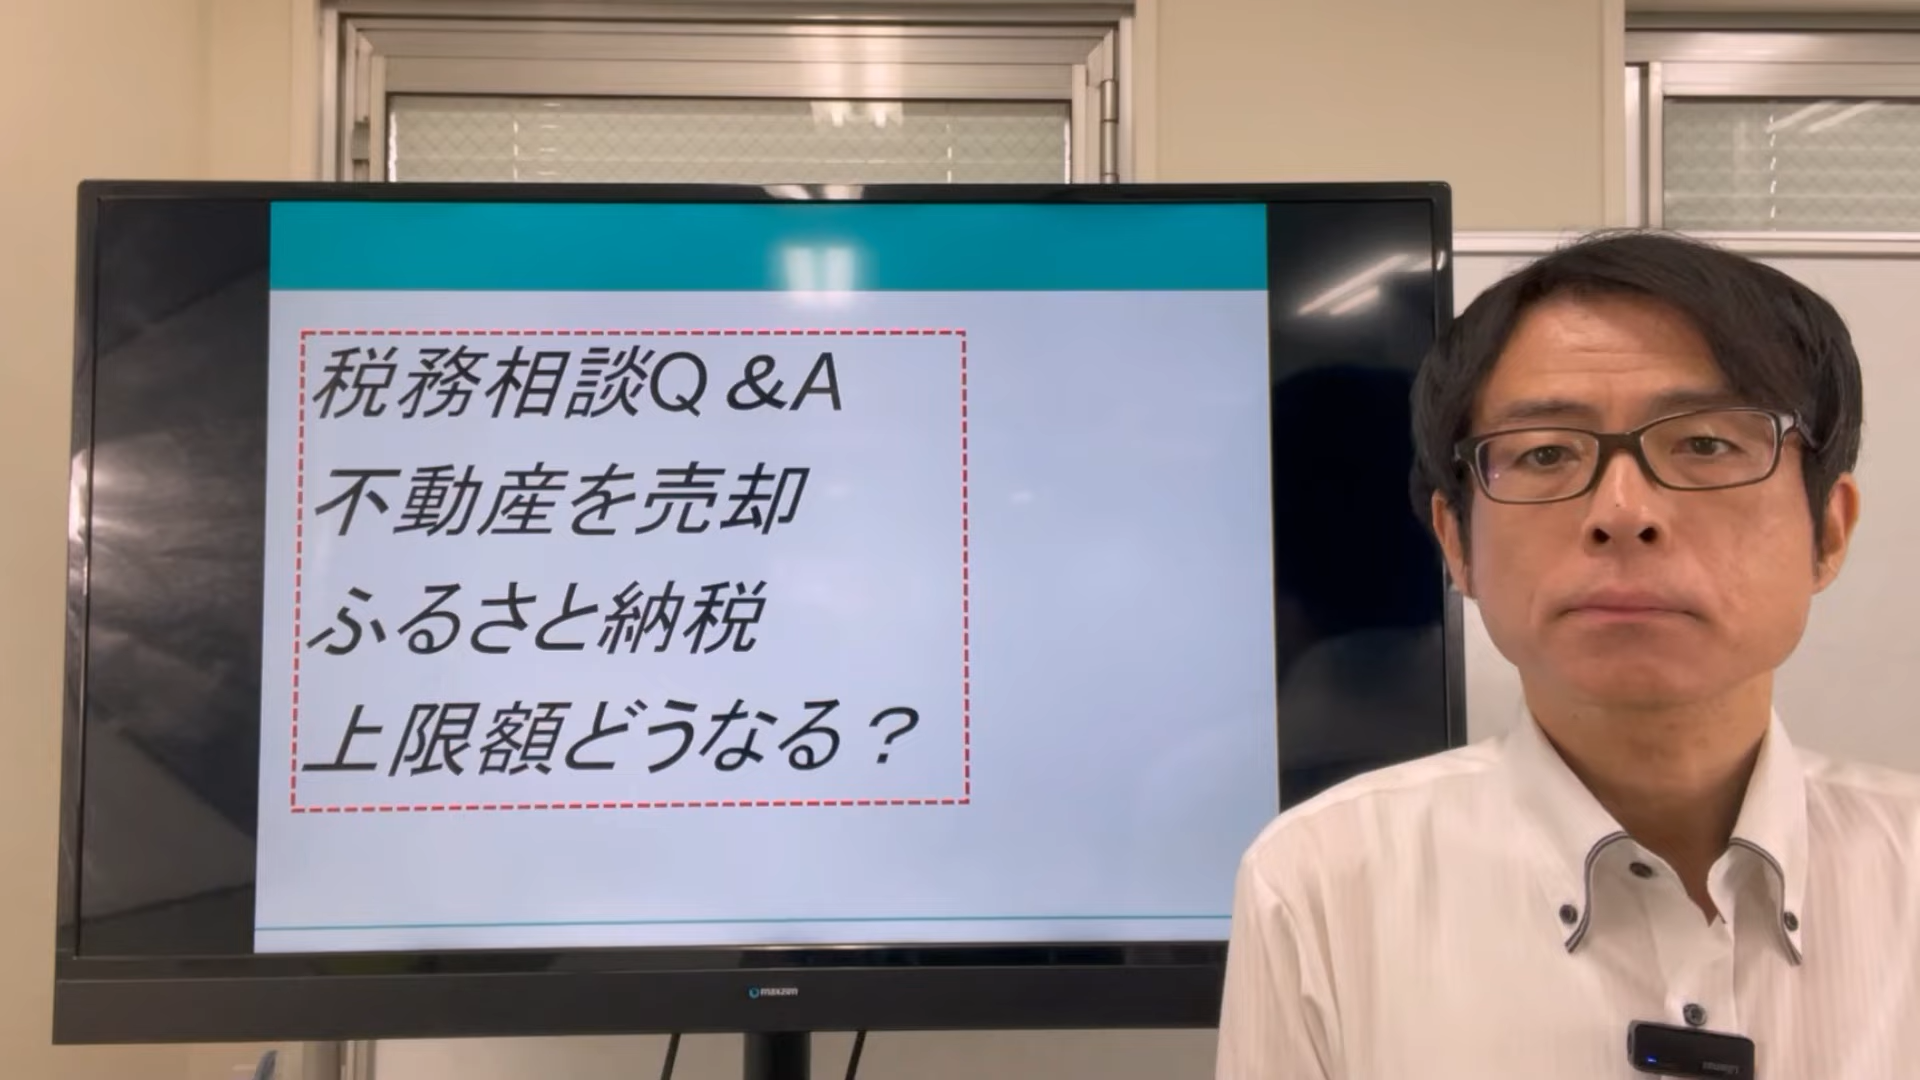 税務相談Q&A
不動産を売却
ふるさと納税
上限額どうなる？
maxzen